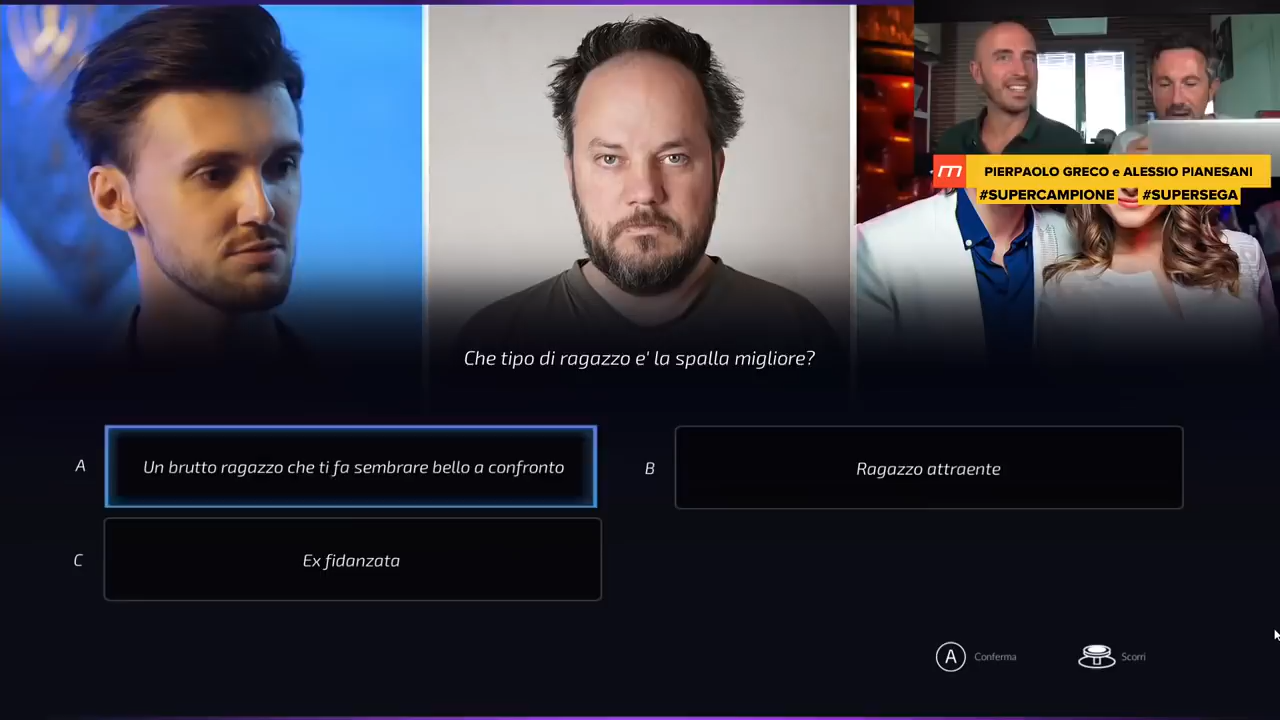 m
PIERPAOLO GRECO e ALESSIO PIANESANI
#SUPERCAMPIONE #SUPERSEGA
Che tipo di ragazzo e' la spalla migliore?
A Un brutto ragazzo che ti fa sembrare bello a confronto
B Ragazzo attraente
C Ex fidanzata
A Conferma
Scorri